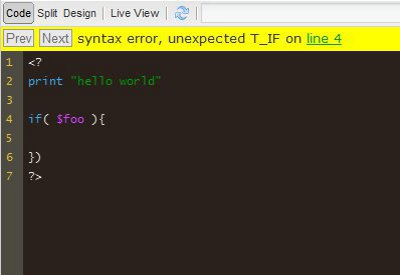 Code Split Design Live View
Prev Next syntax error, unexpected T_IF on line 4
1 <?
2 print "hello world"
3
4 if( $foo ){
5
6 })
7 ?>